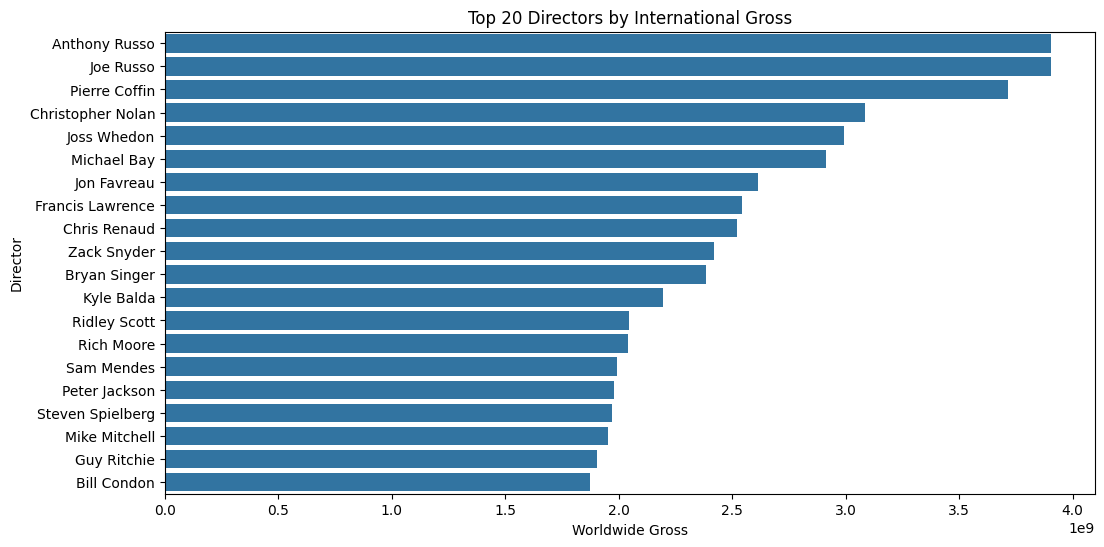 Top 20 Directors by International Gross
Director
Anthony Russo
Joe Russo
Pierre Coffin
Christopher Nolan
Joss Whedon
Michael Bay
Jon Favreau
Francis Lawrence
Chris Renaud
Zack Snyder
Bryan Singer
Kyle Balda
Ridley Scott
Rich Moore
Sam Mendes
Peter Jackson
Steven Spielberg
Mike Mitchell
Guy Ritchie
Bill Condon
0.0 0.5 1.0 1.5 2.0 2.5 3.0 3.5 4.0
1e9
Worldwide Gross